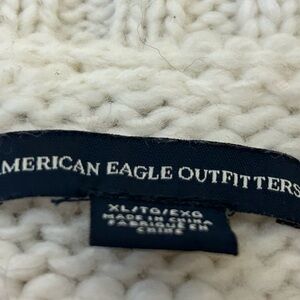 AMERICAN EAGLE OUTFITTERS
XL/TG/EXG
MADE IN CHINA
FABRIQUÉ EN
CHINE